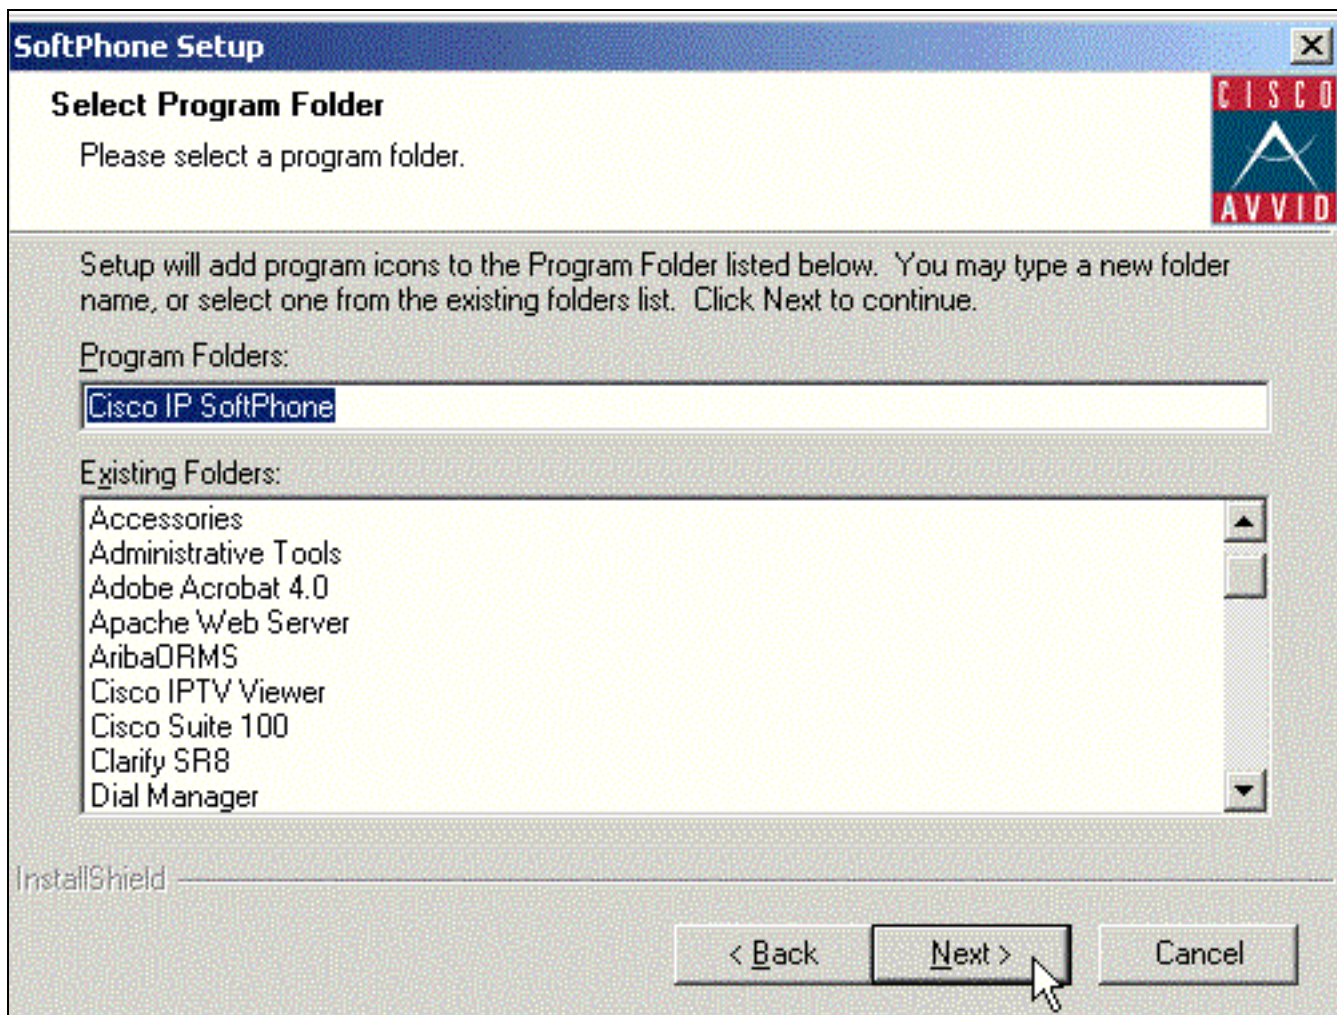 SoftPhone Setup
Select Program Folder
Please select a program folder.
CISCO
AVVID
Setup will add program icons to the Program Folder listed below.  You may type a new folder
name, or select one from the existing folders list.  Click Next to continue.
Program Folders:
Cisco IP SoftPhone
Existing Folders:
Accessories
Administrative Tools
Adobe Acrobat 4.0
Apache Web Server
AribaORMS
Cisco IPTV Viewer
Cisco Suite 100
Clarify SR8
Dial Manager
InstallShield
< Back
Next >
Cancel